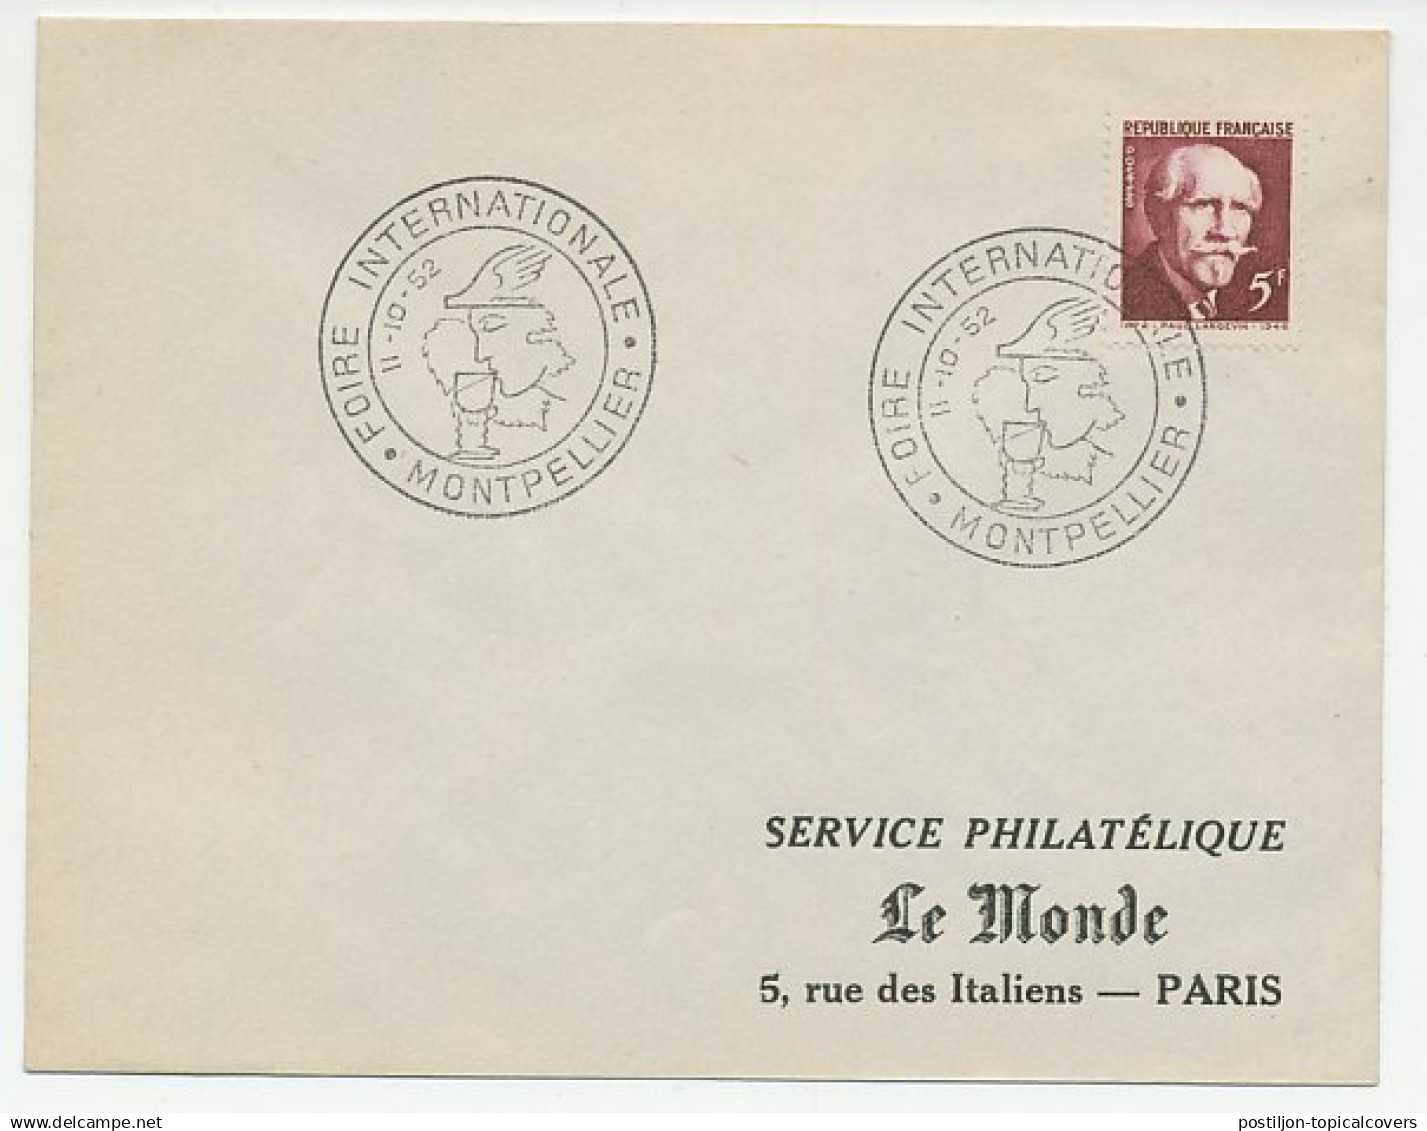 FOIRE INTERNATIONALE
11-10-52
MONTPELLIER
FOIRE INTERNATIONALE
11-10-52
MONTPELLIER
REPUBLIQUE FRANÇAISE
5F
PAUL LANGEVIN
SERVICE PHILATÉLIQUE
Le Monde
5, rue des Italiens — PARIS
postiljon-topicalcovers
delcampe.net